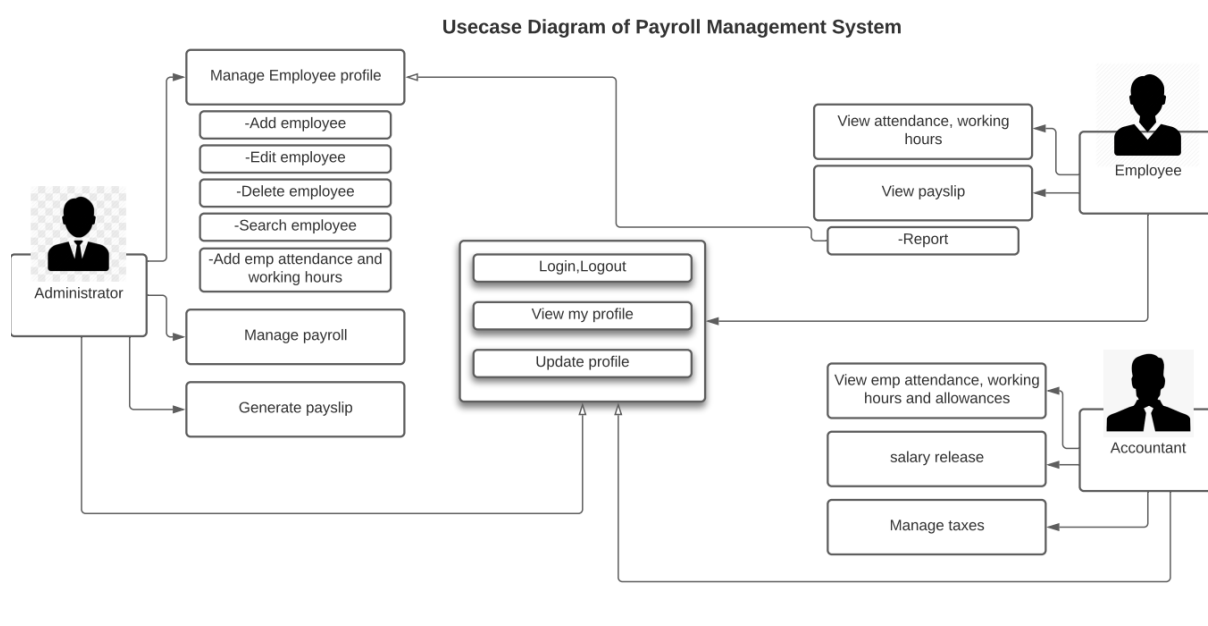 Usecase Diagram of Payroll Management System
Manage Employee profile
-Add employee
-Edit employee
-Delete employee
-Search employee
-Add emp attendance and
working hours
Administrator
Manage payroll
Generate payslip
Login,Logout
View my profile
Update profile
View attendance, working
hours
View payslip
-Report
Employee
View emp attendance, working
hours and allowances
salary release
Manage taxes
Accountant